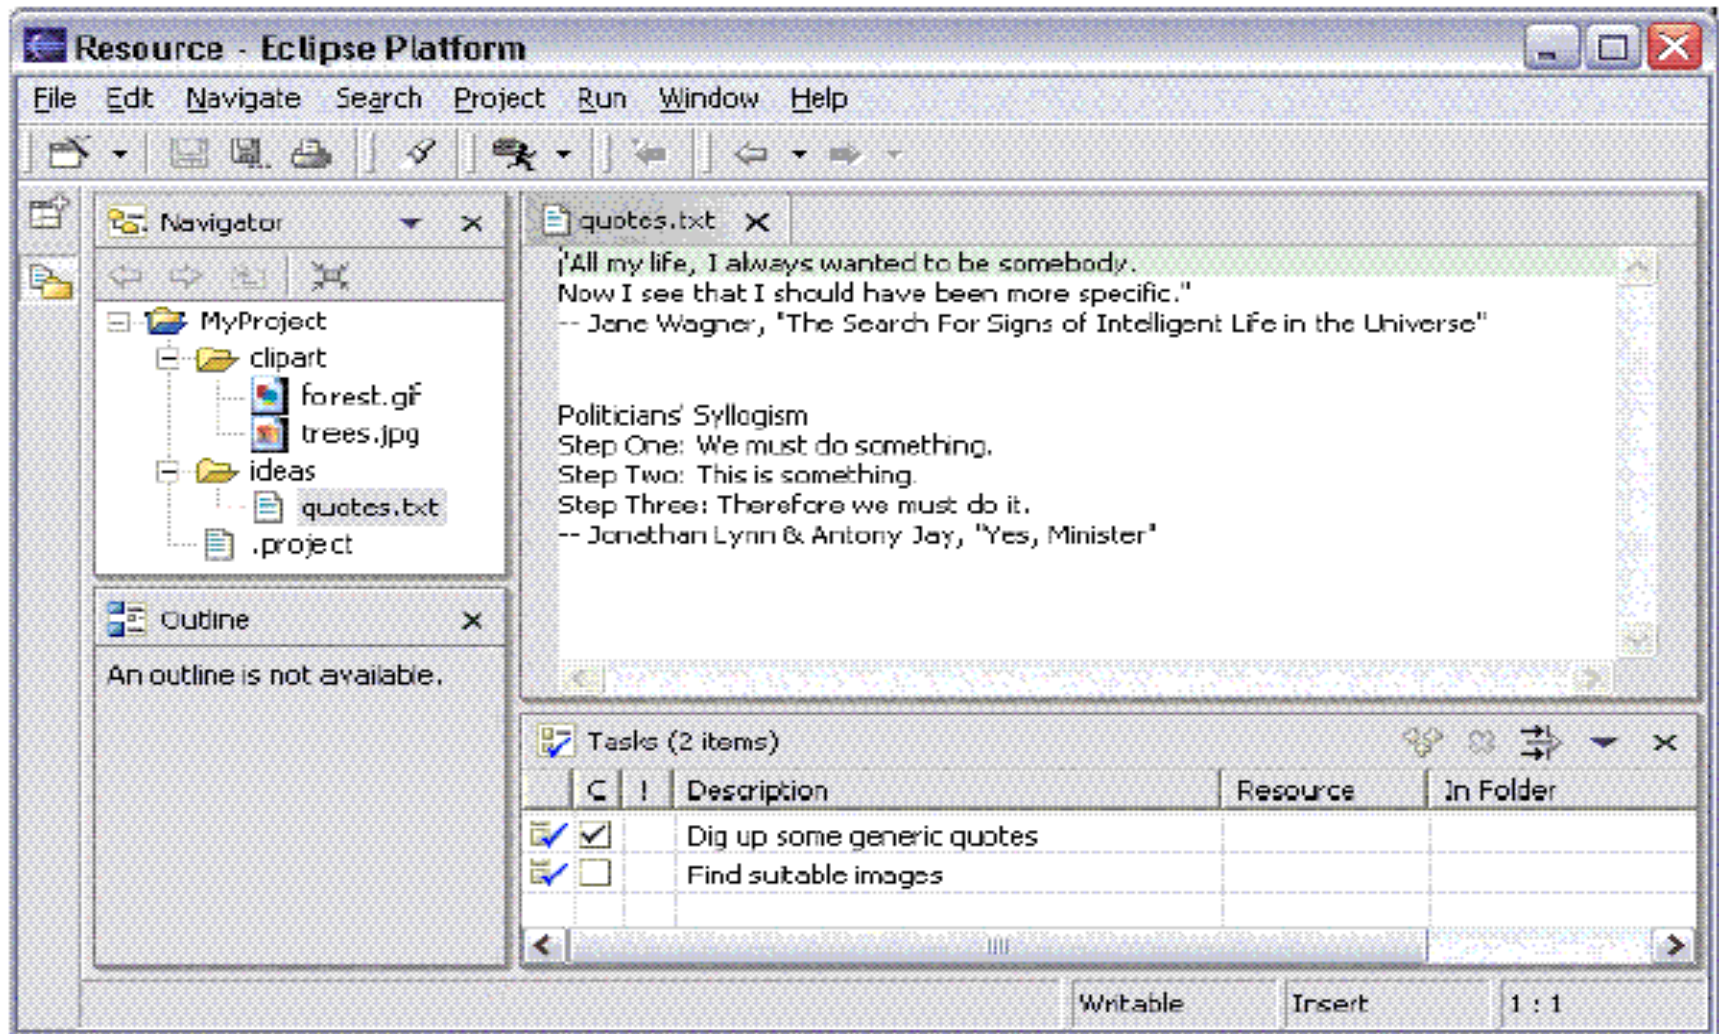 Resource - Eclipse Platform
File Edit Navigate Search Project Run Window Help
Navigator
MyProject
clipart
forest.gif
trees.jpg
ideas
quotes.txt
.project
Outline
An outline is not available.
quotes.txt
"All my life, I always wanted to be somebody.
Now I see that I should have been more specific."
-- Jane Wagner, "The Search For Signs of Intelligent Life in the Universe"
Politicians' Syllogism
Step One: We must do something.
Step Two: This is something.
Step Three: Therefore we must do it.
-- Jonathan Lynn & Antony Jay, "Yes, Minister"
Tasks (2 items)
C ! Description Resource In Folder
Dig up some generic quotes
Find suitable images
Writable Insert 1 : 1